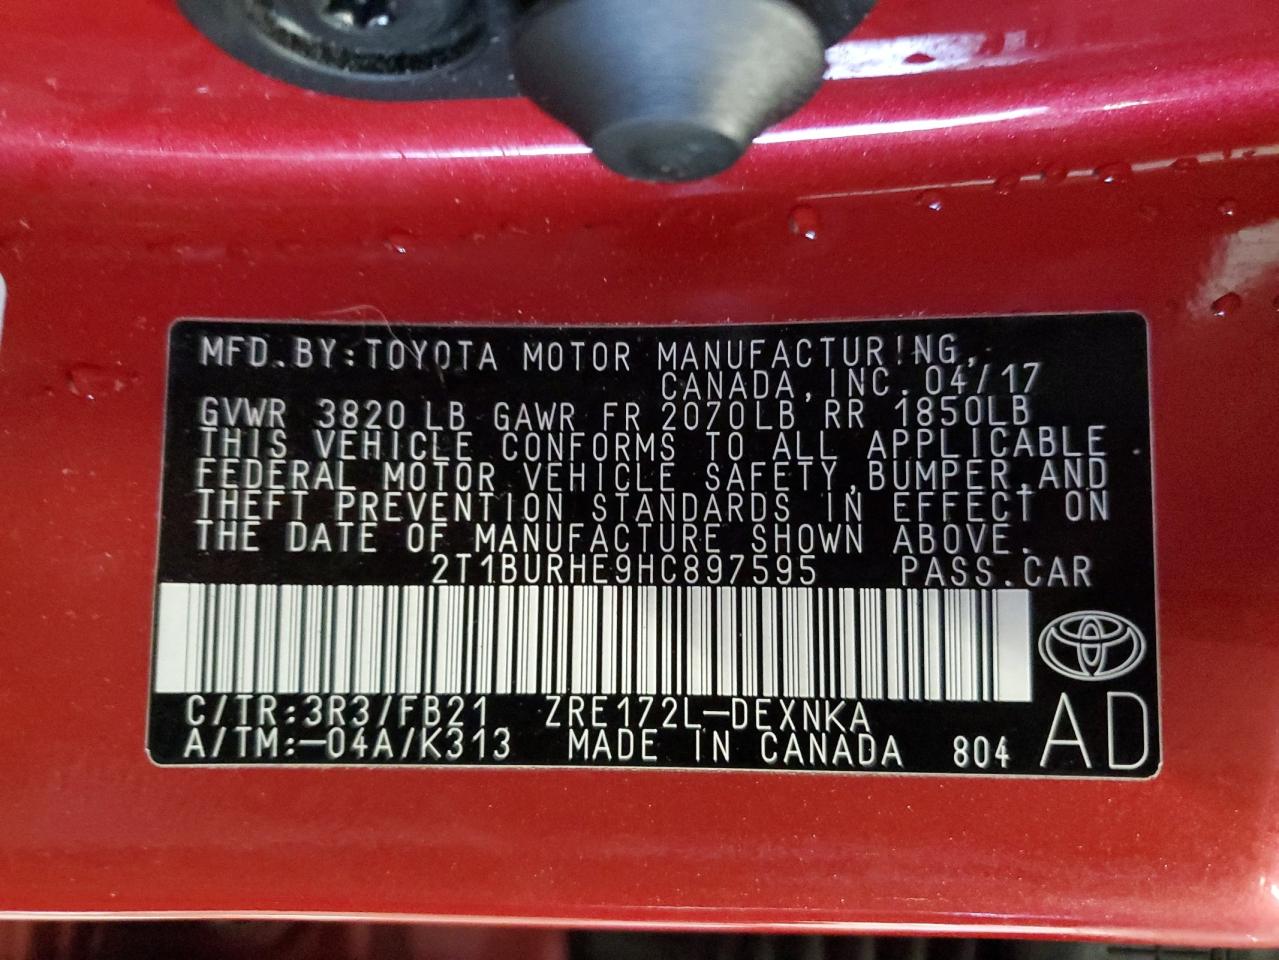 MFD.BY:TOYOTA MOTOR MANUFACTURING,
CANADA,INC.04/17
GVWR 3820 LB GAWR FR 2070LB RR 1850LB
THIS VEHICLE CONFORMS TO ALL APPLICABLE
FEDERAL MOTOR VEHICLE SAFETY,BUMPER,AND
THEFT PREVENTION STANDARDS IN EFFECT ON
THE DATE OF MANUFACTURE SHOWN ABOVE.
2T1BURHE9HC897595 PASS.CAR
C/TR:3R3/FB21 ZRE172L-DEXNKA
A/TM:-04A/K313 MADE IN CANADA 804 AD